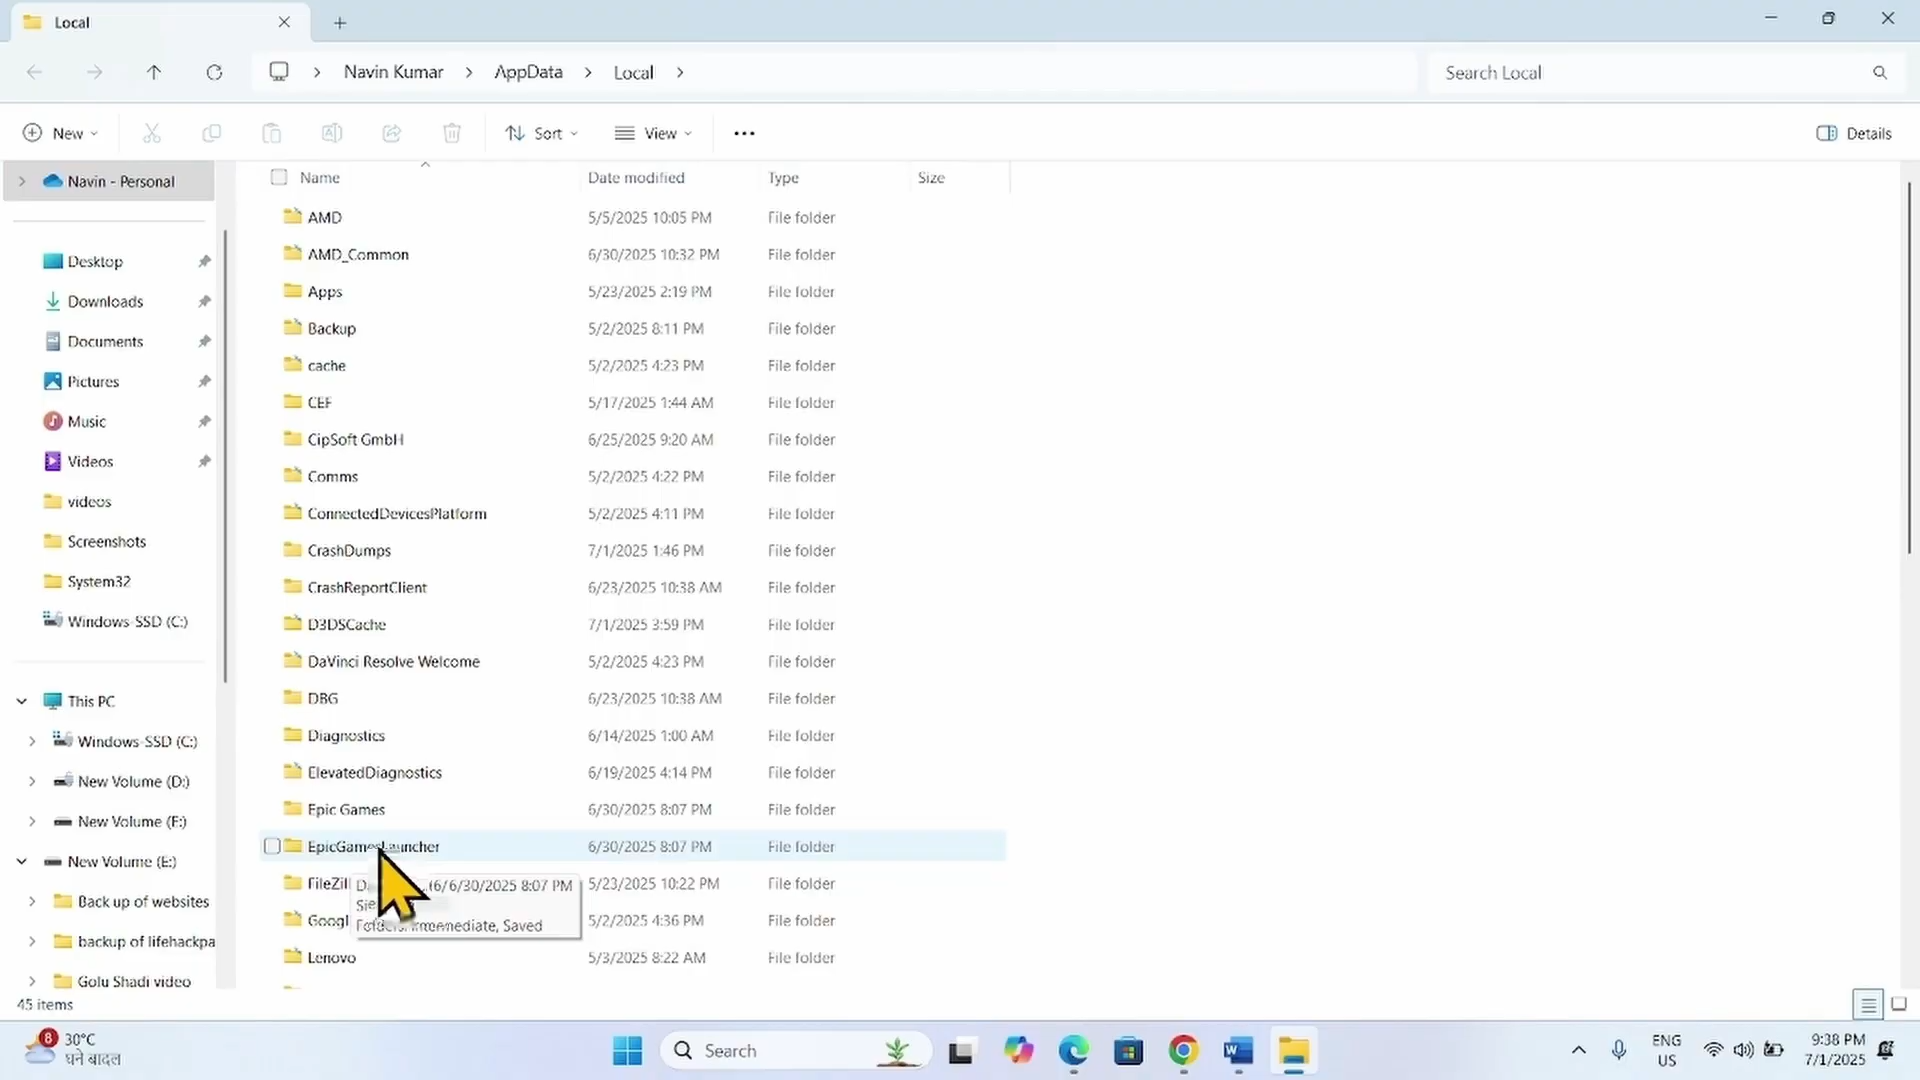 Local
Navin Kumar > AppData > Local >
Search Local
New
Sort
View
Details
Navin - Personal
Desktop
Downloads
Documents
Pictures
Music
Videos
videos
Screenshots
System32
Windows-SSD (C:)
This PC
Windows-SSD (C:)
New Volume (D:)
New Volume (F:)
New Volume (E:)
Back up of websites
backup of lifehackpa
Golu Shadi video
Name Date modified Type Size
AMD 5/5/2025 10:05 PM File folder
AMD_Common 6/30/2025 10:32 PM File folder
Apps 5/23/2025 2:19 PM File folder
Backup 5/2/2025 8:11 PM File folder
cache 5/2/2025 4:23 PM File folder
CEF 5/17/2025 1:44 AM File folder
CipSoft GmbH 6/25/2025 9:20 AM File folder
Comms 5/2/2025 4:22 PM File folder
ConnectedDevicesPlatform 5/2/2025 4:11 PM File folder
CrashDumps 7/1/2025 1:46 PM File folder
CrashReportClient 6/23/2025 10:38 AM File folder
D3DSCache 7/1/2025 3:59 PM File folder
DaVinci Resolve Welcome 5/2/2025 4:23 PM File folder
DBG 6/23/2025 10:38 AM File folder
Diagnostics 6/14/2025 1:00 AM File folder
ElevatedDiagnostics 6/19/2025 4:14 PM File folder
Epic Games 6/30/2025 8:07 PM File folder
EpicGamesLauncher 6/30/2025 8:07 PM File folder
FileZil 5/23/2025 10:22 PM File folder
Googl 5/2/2025 4:36 PM File folder
Lenovo 5/3/2025 8:22 AM File folder
6/30/2025 8:07 PM
Saved
45 items
8
30°C
घने बादल
Search
ENG
US
9:38 PM
7/1/2025